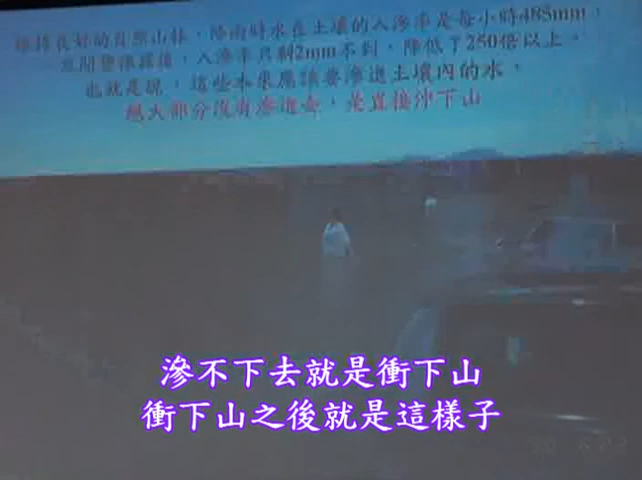 維持良好的自然山林,降雨時水在土壤的入滲率是每小時485mm,
墾開發裸露後,入滲率只剩2mm不到,降低了250倍以上。
也就是說,這些本來應該要滲進土壤內的水,
絕大部分沒有滲進去,是直接沖下山
滲不下去就是衝下山
衝下山之後就是這樣子